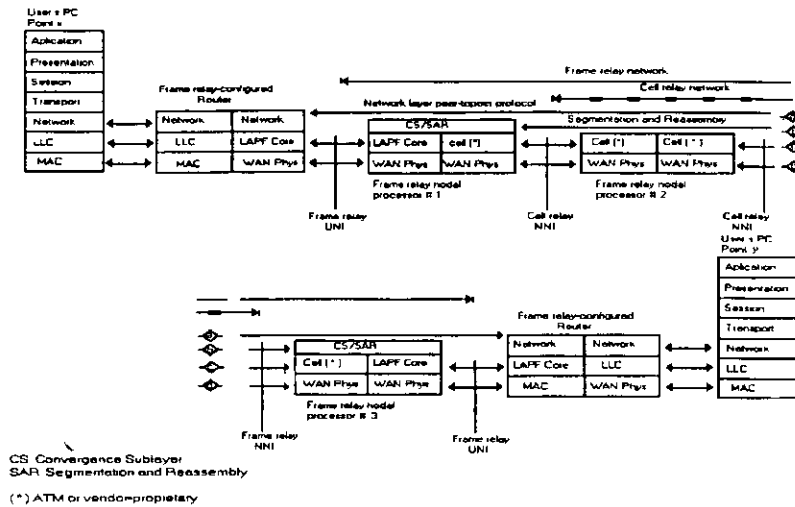 User's PC
Point x
Aplication
Presentation
Session
Transport
Network
LLC
MAC
Frame relay-configured
Router
Network Network
LLC LAPF Core
MAC WAN Phys
Frame relay
UNI
Frame relay network
Cell relay network
Network layer peer-topom protocol
Segmentation and Reassembly
CS/SAR
LAPF Core cell (*)
WAN Phys WAN Phys
Frame relay nodal
processor # 1
Cell relay
NNI
Cell (*) Cell (*)
WAN Phys WAN Phys
Frame relay nodal
processor # 2
Cell relay
NNI
User's PC
Point y
Aplication
Presentation
Session
Transport
Network
LLC
MAC
CS/SAR
Cell (*) LAPF Core
WAN Phys WAN Phys
Frame relay nodal
processor # 3
Frame relay
NNI
Frame relay
UNI
Frame relay-configured
Router
Network Network
LAPF Core LLC
MAC WAN Phys
CS Convergence Sublayer
SAR Segmentation and Reassembly
(*) ATM or vendor-proprietary